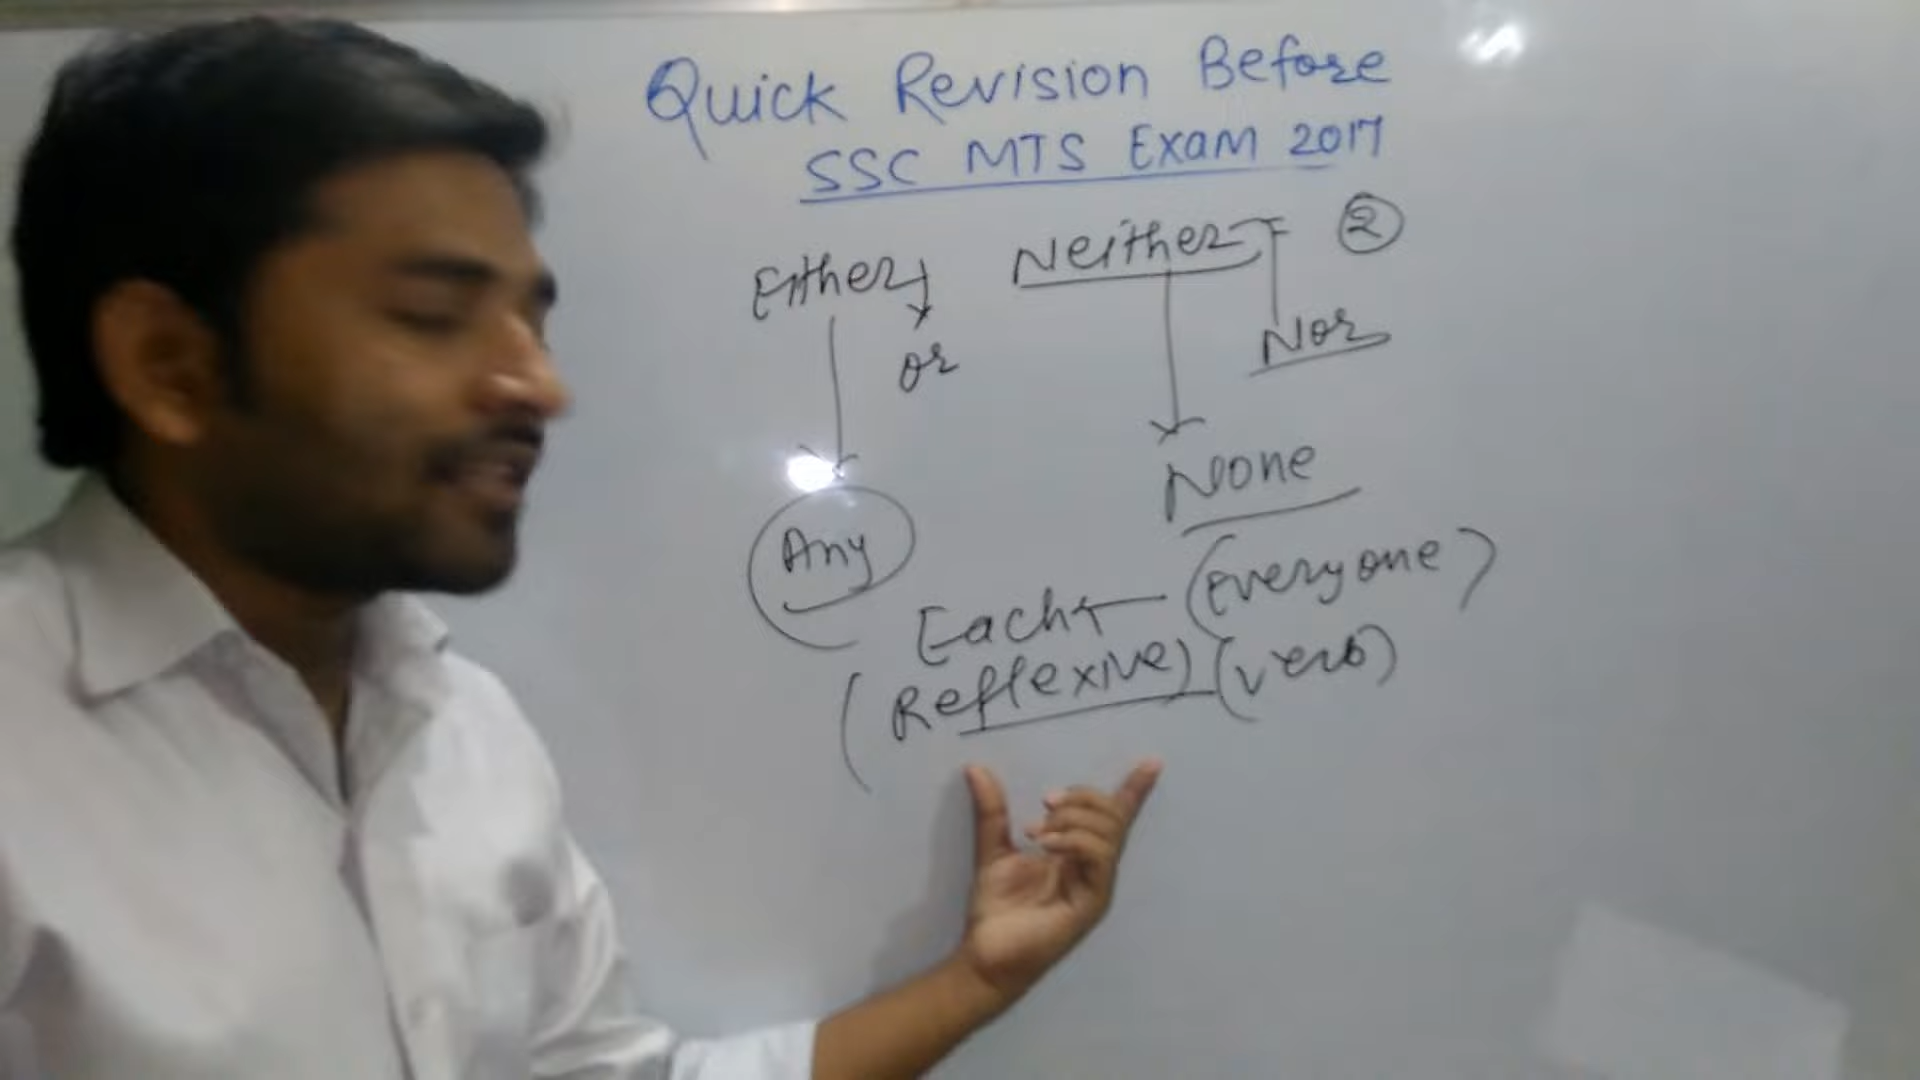 Quick Revision Before
SSC MTS Exam 2017
Either Neither 2
or Nor
Any None
Each (Everyone)
(Reflexive) (verb)